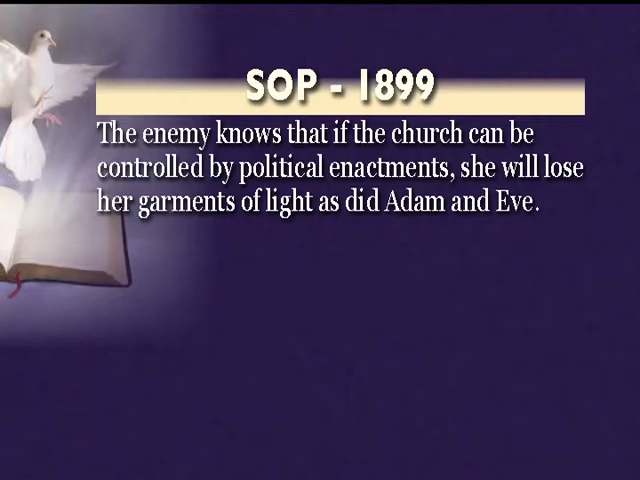 SOP - 1899
The enemy knows that if the church can be
controlled by political enactments, she will lose
her garments of light as did Adam and Eve.